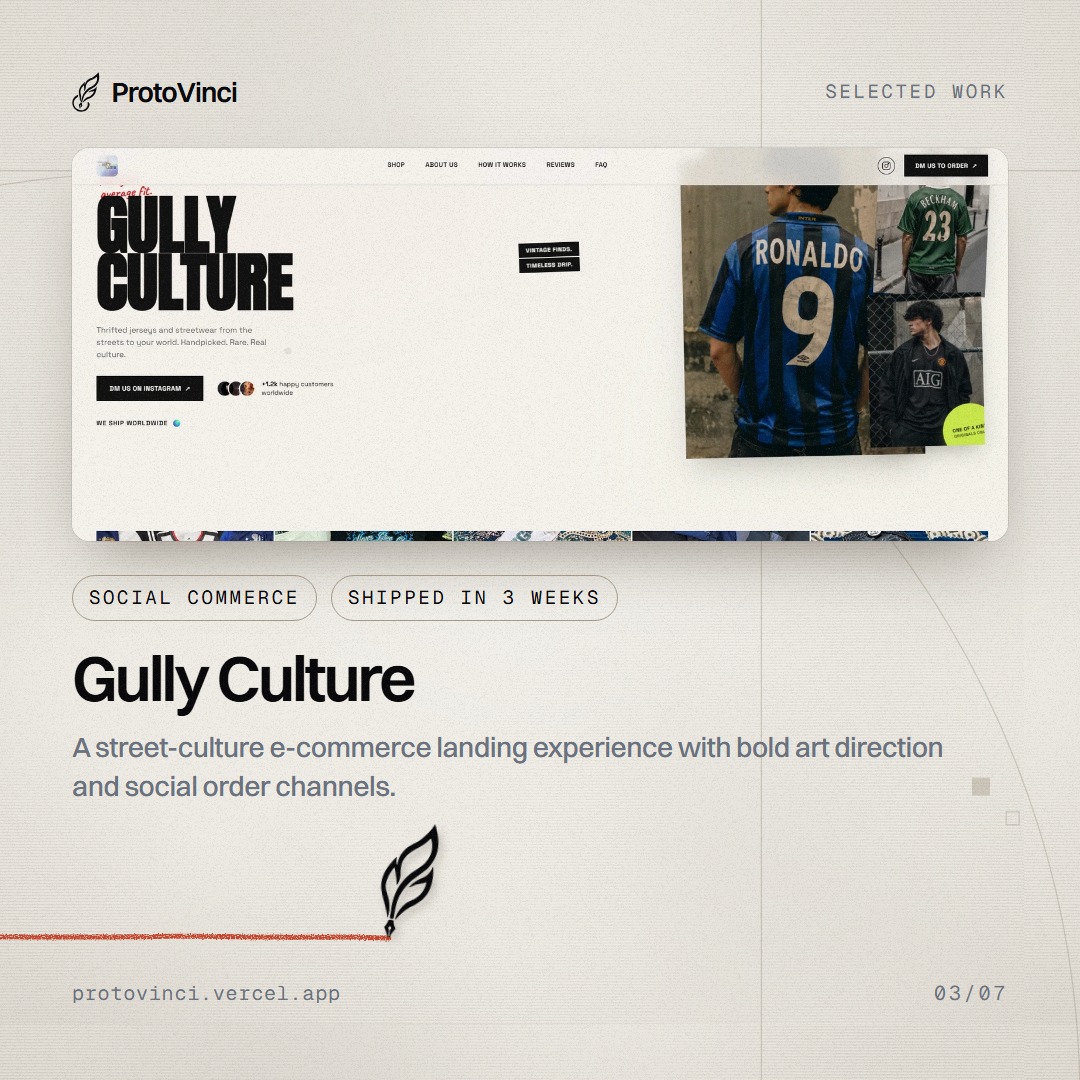 ProtoVinci
SELECTED WORK
SHOP ABOUT US HOW IT WORKS REVIEWS FAQ
DM US TO ORDER ↗
average fit.
GULLY
CULTURE
VINTAGE FINDS.
TIMELESS DRIP.
Thrifted jerseys and streetwear from the
streets to your world. Handpicked. Rare. Real
culture.
DM US ON INSTAGRAM ↗
+1.2k happy customers
worldwide
WE SHIP WORLDWIDE
INTER
RONALDO
9
BECKHAM
23
AIG
ONE OF A KIN
SOCIAL COMMERCE
SHIPPED IN 3 WEEKS
Gully Culture
A street-culture e-commerce landing experience with bold art direction
and social order channels.
protovinci.vercel.app
03/07